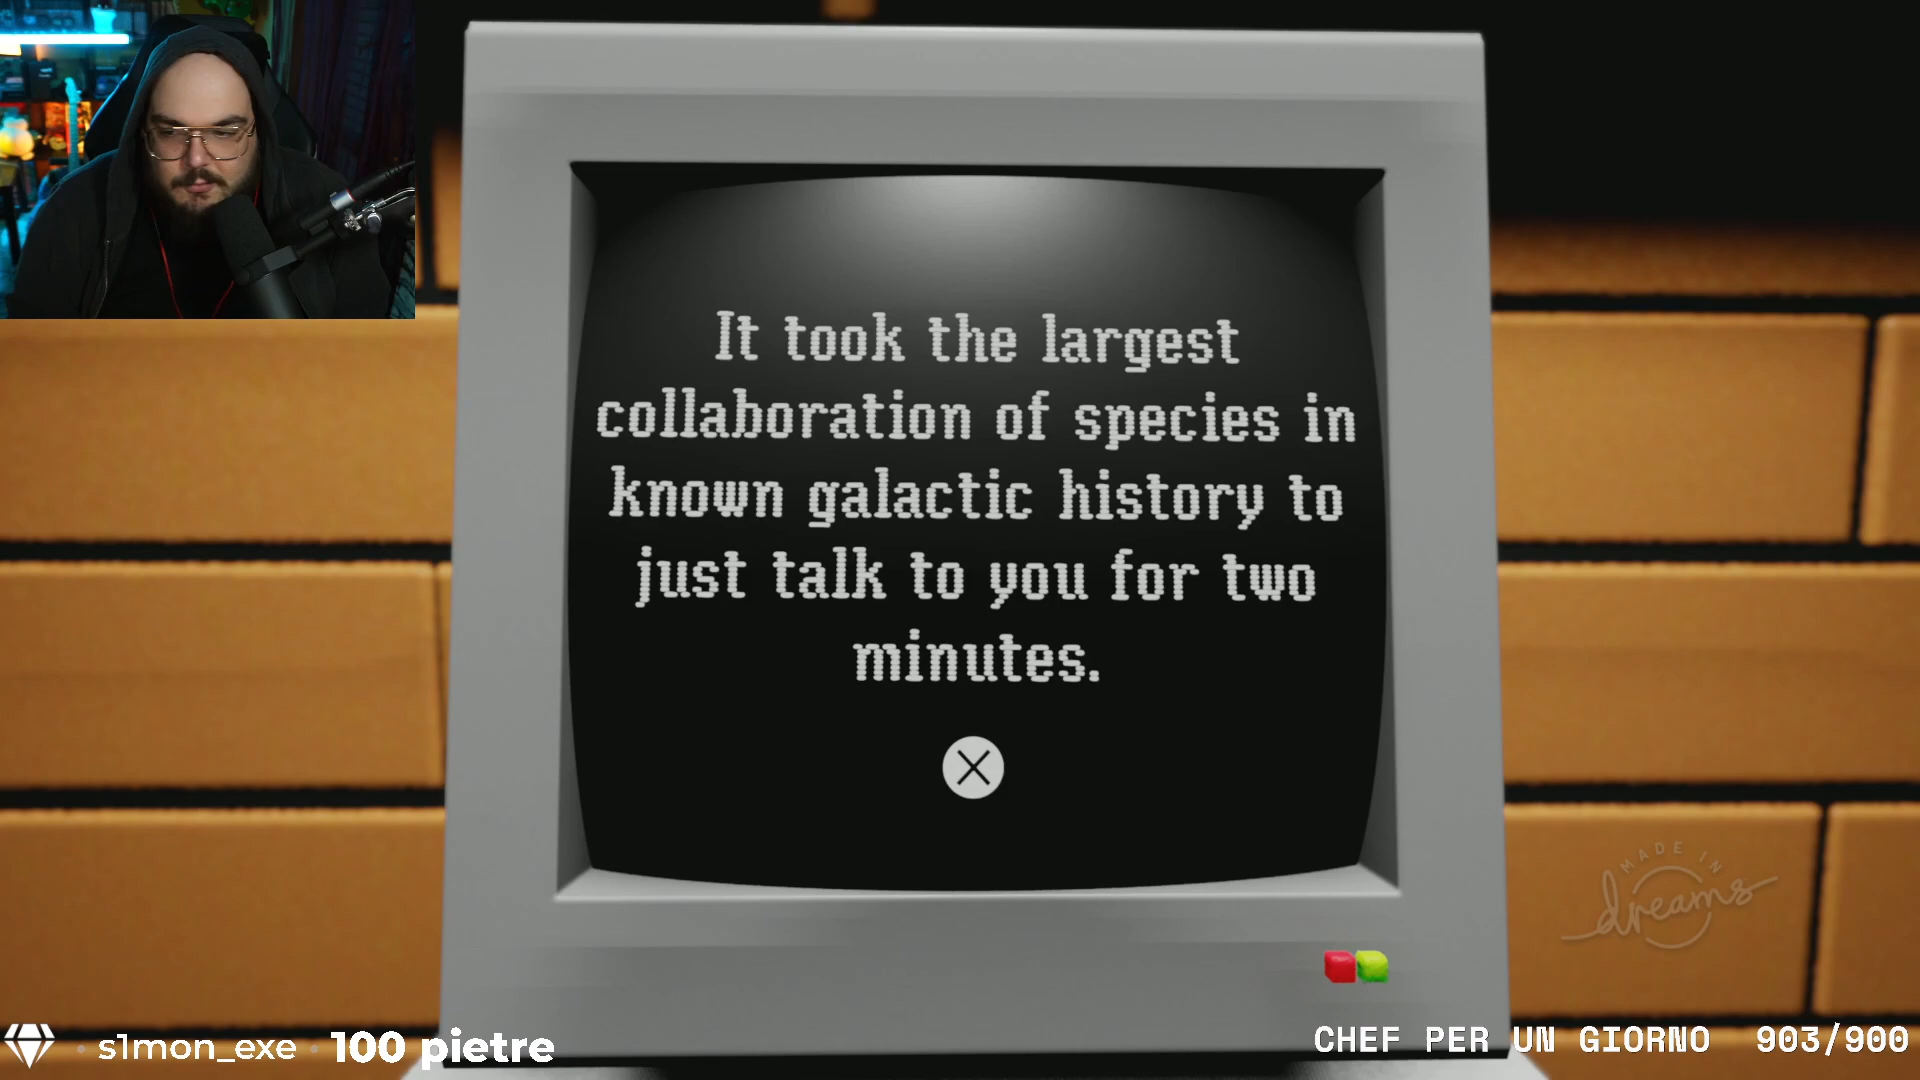 It took the largest
collaboration of species in
known galactic history to
just talk to you for two
minutes.
MADE IN
dreams
s1mon_exe · 100 pietre
CHEF PER UN GIORNO 903/900